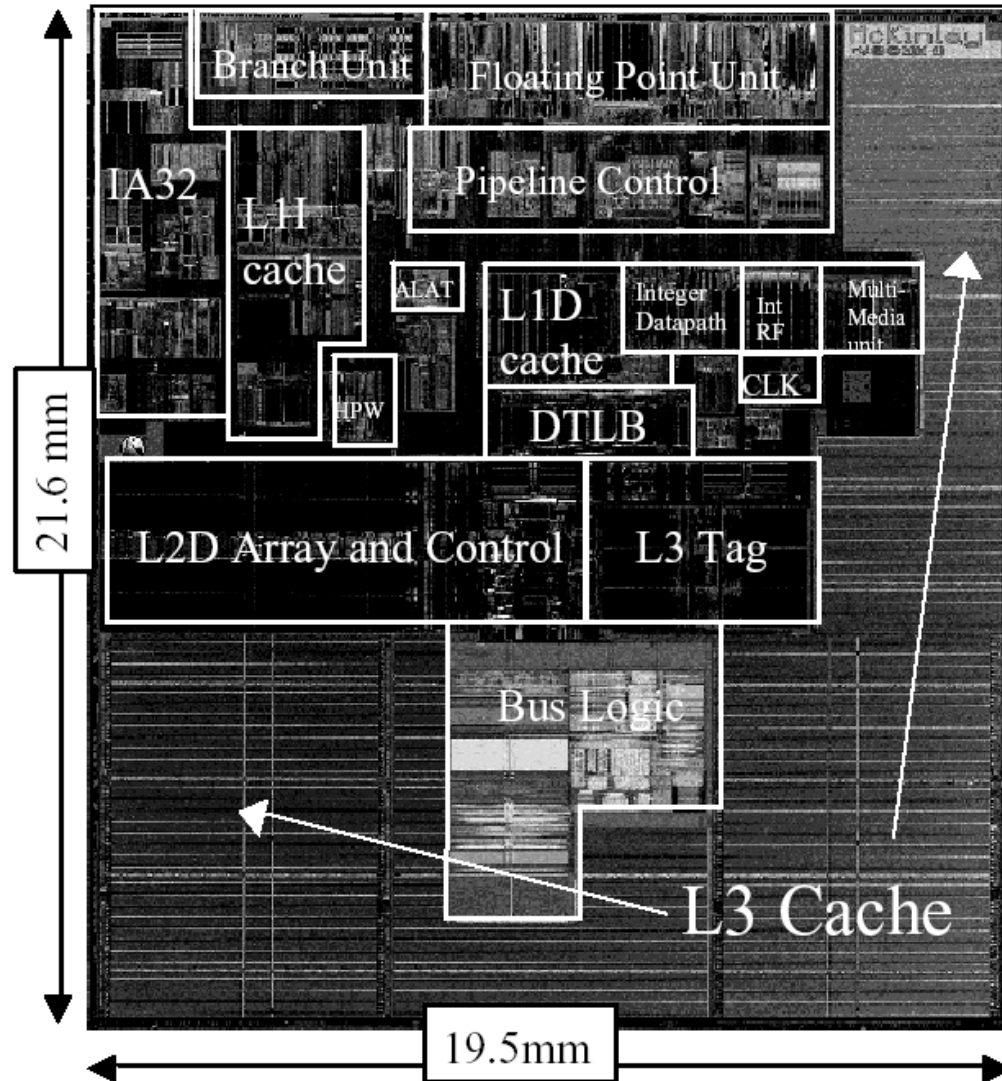 McKinley
Branch Unit
Floating Point Unit
IA32
L1I
cache
Pipeline Control
ALAT
L1D
cache
Integer
Datapath
Int
RF
Multi-
Media
unit
CLK
HPW
DTLB
L2D Array and Control
L3 Tag
Bus Logic
L3 Cache
21.6 mm
19.5mm